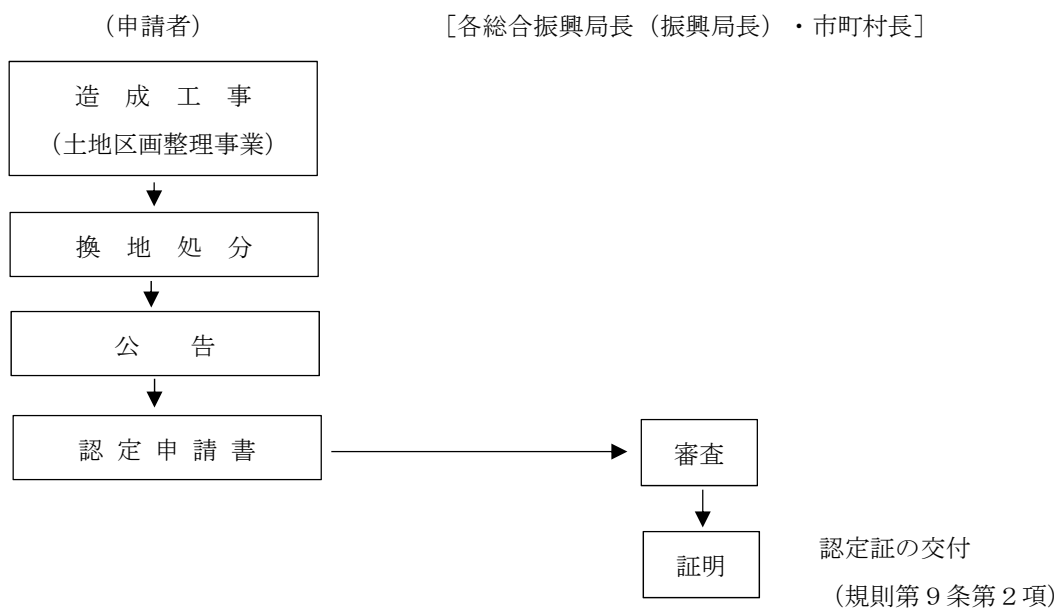 (申請者)
[各総合振興局長(振興局長)・市町村長]
造成工事
(土地区画整理事業)
換地処分
公告
認定申請書
審査
証明
認定証の交付
(規則第9条第2項)